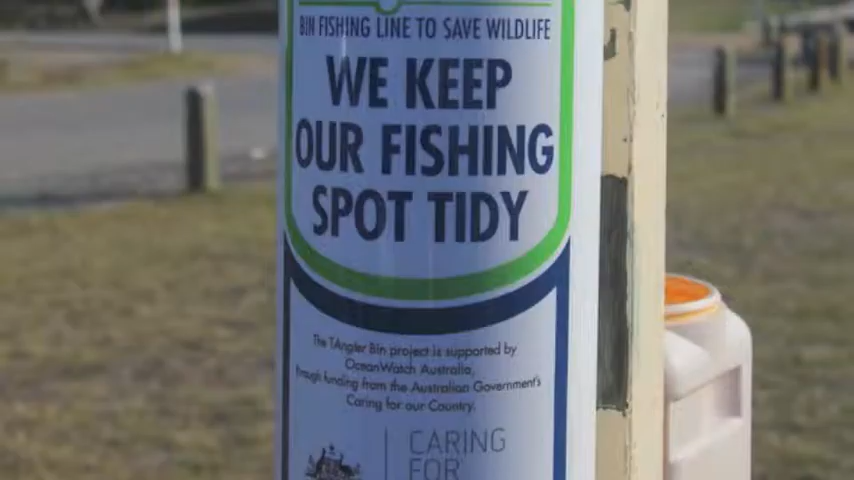 BIN FISHING LINE TO SAVE WILDLIFE
WE KEEP
OUR FISHING
SPOT TIDY
The TAngler Bin project is supported by
OceanWatch Australia,
through funding from the Australian Government's
Caring for our Country.
CARING
FOR